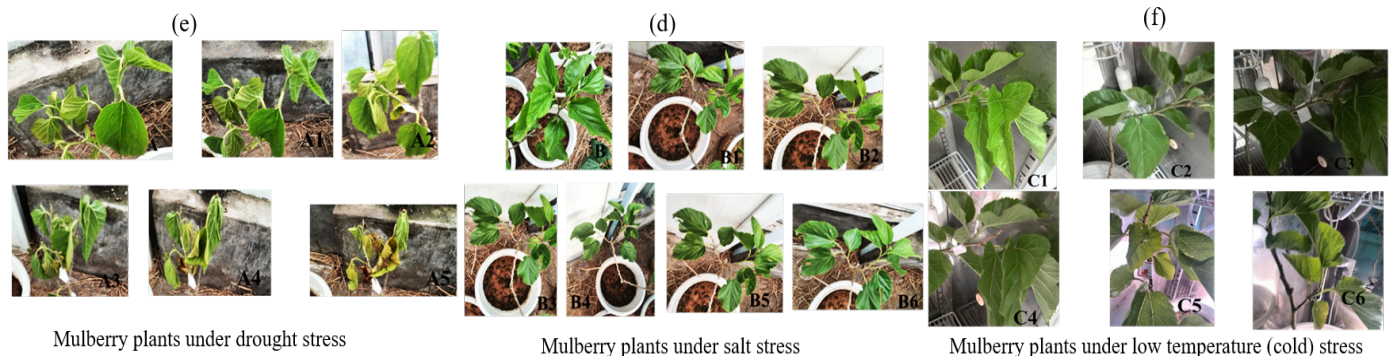 (e)
(d)
(f)
A
A1
A2
B
B1
B2
C1
C2
C3
A3
A4
A5
B3
B4
B5
B6
C4
C5
C6
Mulberry plants under drought stress
Mulberry plants under salt stress
Mulberry plants under low temperature (cold) stress